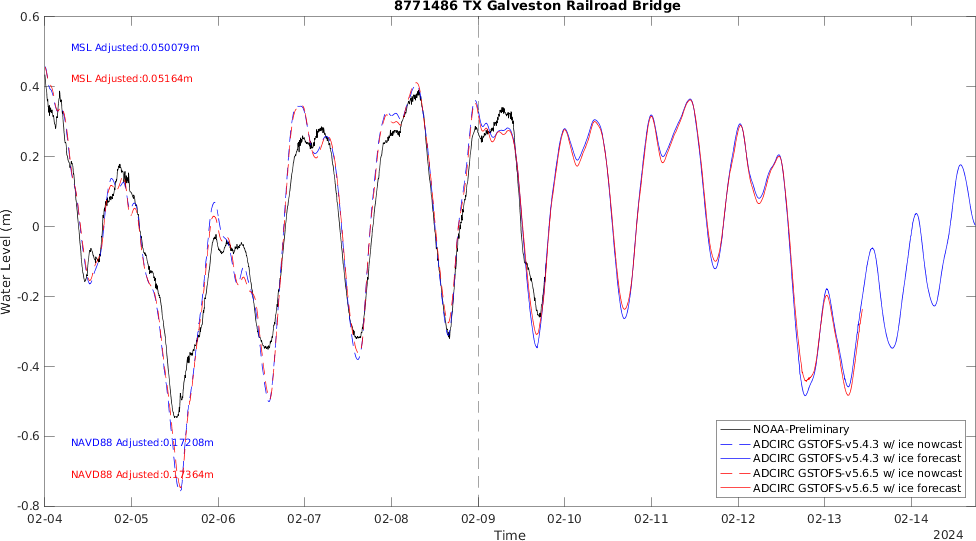 8771486 TX Galveston Railroad Bridge
0.6
MSL Adjusted:0.050079m
MSL Adjusted:0.05164m
0.4
0.2
0
-0.2
-0.4
-0.6
-0.8
Water Level (m)
NAVD88 Adjusted:0.17208m
NAVD88 Adjusted:0.17364m
NOAA-Preliminary
ADCIRC GSTOFS-v5.4.3 w/ ice nowcast
ADCIRC GSTOFS-v5.4.3 w/ ice forecast
ADCIRC GSTOFS-v5.6.5 w/ ice nowcast
ADCIRC GSTOFS-v5.6.5 w/ ice forecast
02-04 02-05 02-06 02-07 02-08 02-09 02-10 02-11 02-12 02-13 02-14
Time
2024